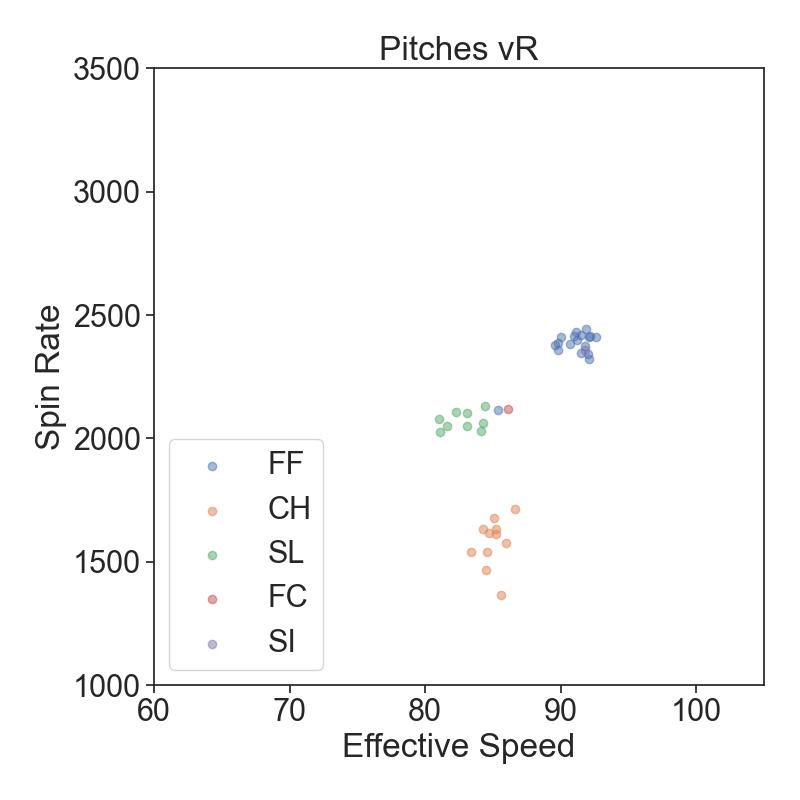 Pitches vR
3500
3000
2500
2000
1500
1000
Spin Rate
FF
CH
SL
FC
SI
60 70 80 90 100
Effective Speed